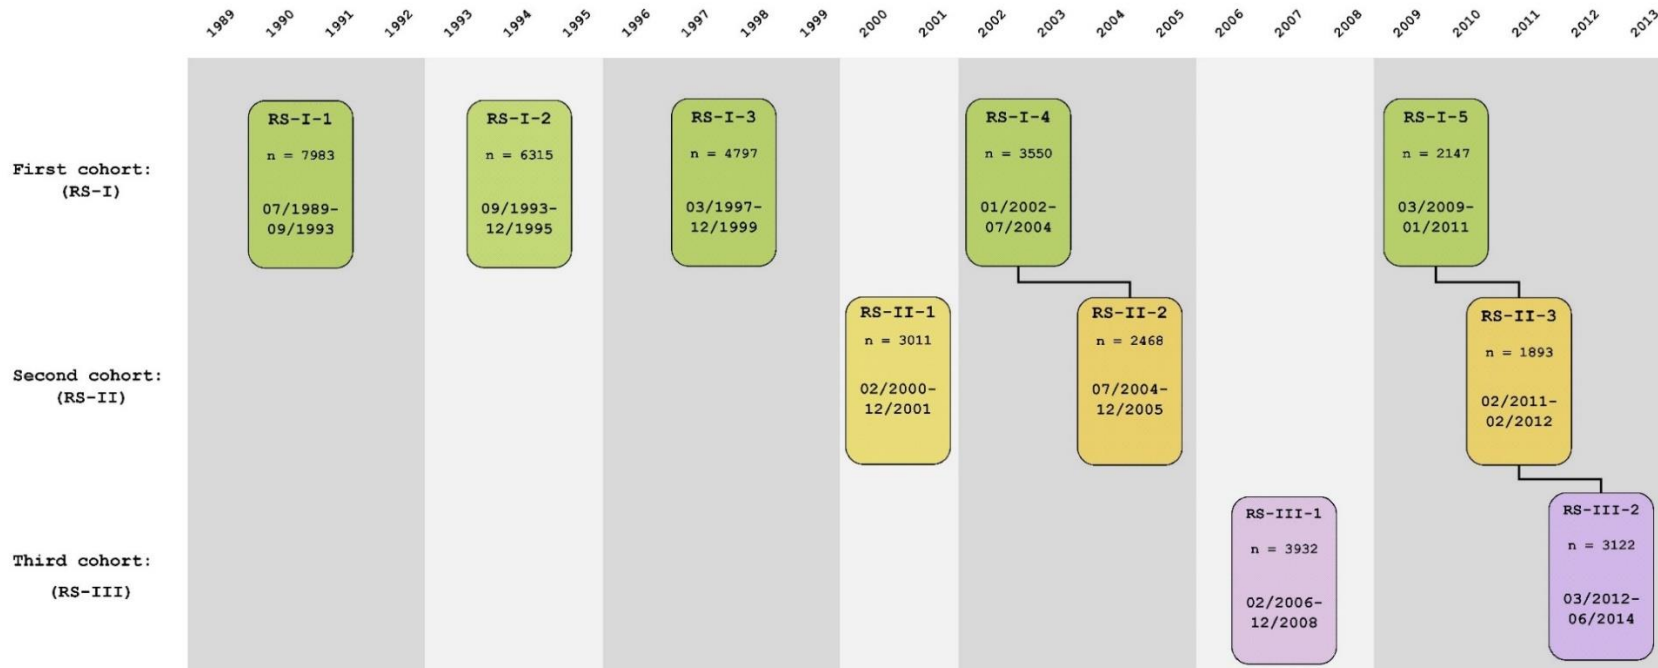 1989 1990 1991 1992 1993 1994 1995 1996 1997 1998 1999 2000 2001 2002 2003 2004 2005 2006 2007 2008 2009 2010 2011 2012 2013
First cohort:
(RS-I)
RS-I-1
n = 7983
07/1989-
09/1993
RS-I-2
n = 6315
09/1993-
12/1995
RS-I-3
n = 4797
03/1997-
12/1999
RS-I-4
n = 3550
01/2002-
07/2004
RS-I-5
n = 2147
03/2009-
01/2011
Second cohort:
(RS-II)
RS-II-1
n = 3011
02/2000-
12/2001
RS-II-2
n = 2468
07/2004-
12/2005
RS-II-3
n = 1893
02/2011-
02/2012
Third cohort:
(RS-III)
RS-III-1
n = 3932
02/2006-
12/2008
RS-III-2
n = 3122
03/2012-
06/2014